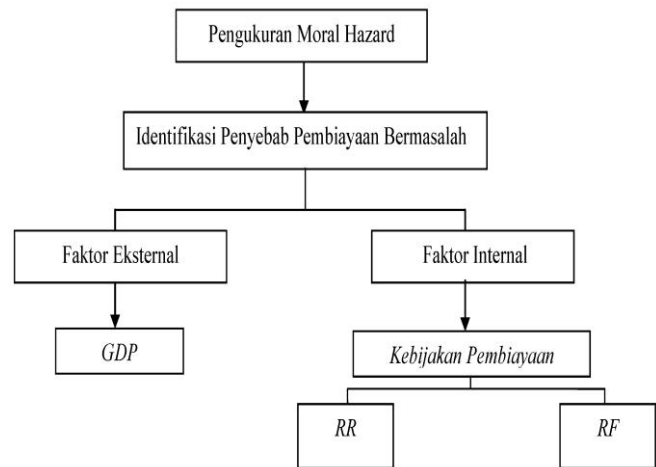 Pengukuran Moral Hazard
Identifikasi Penyebab Pembiayaan Bermasalah
Faktor Eksternal
Faktor Internal
GDP
Kebijakan Pembiayaan
RR
RF